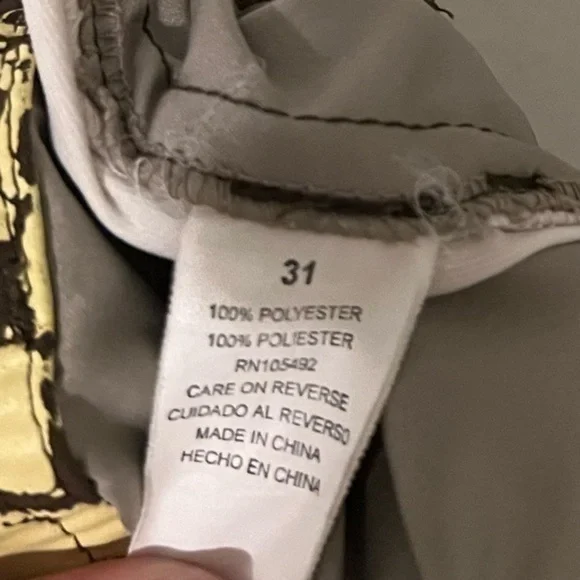 31
100% POLYESTER
100% POLIESTER
RN105492
CARE ON REVERSE
CUIDADO AL REVERSO
MADE IN CHINA
HECHO EN CHINA